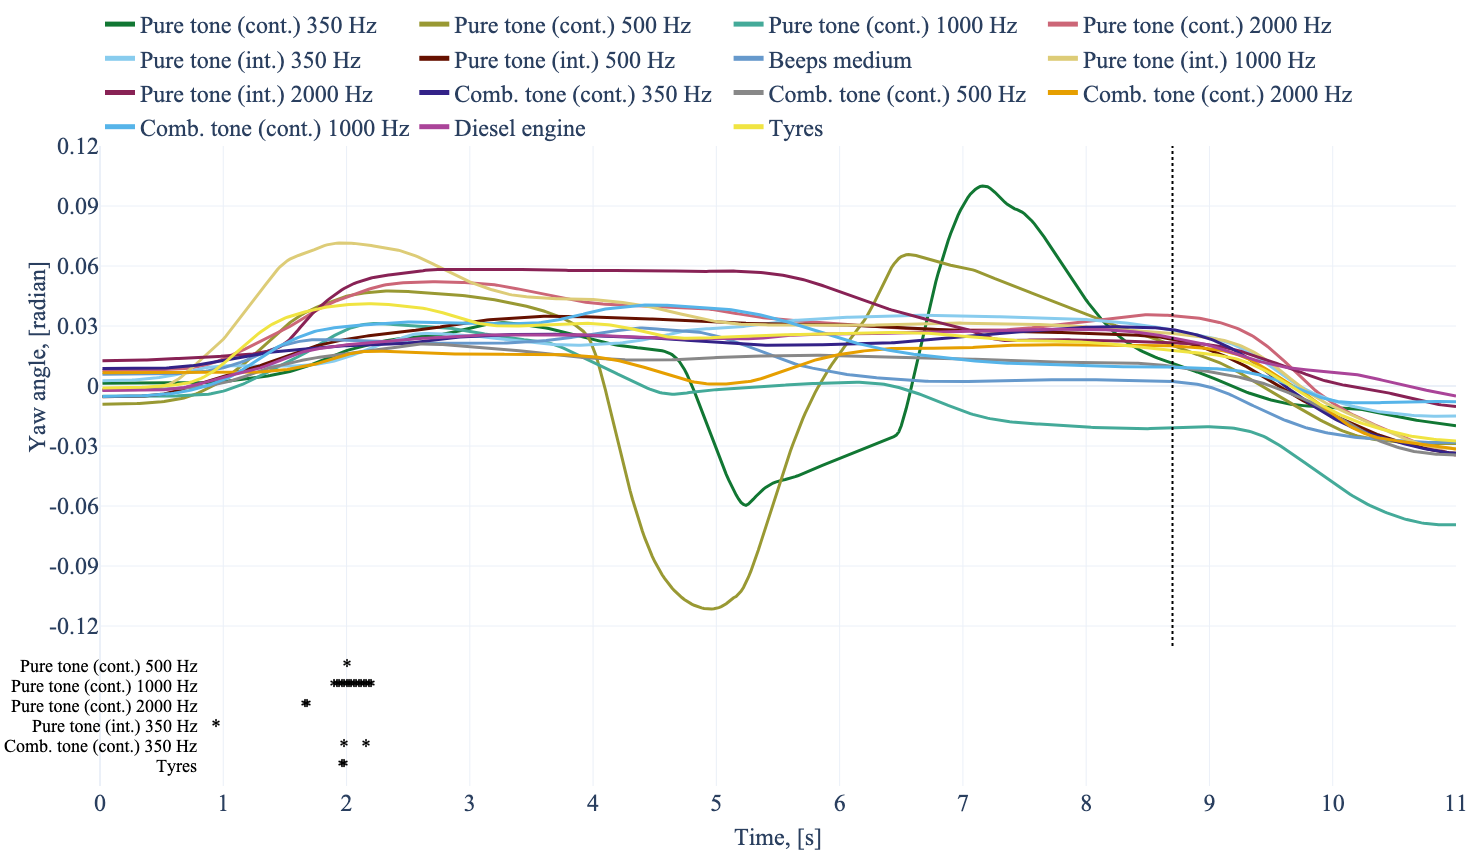 Pure tone (cont.) 350 Hz Pure tone (cont.) 500 Hz Pure tone (cont.) 1000 Hz Pure tone (cont.) 2000 Hz
Pure tone (int.) 350 Hz Pure tone (int.) 500 Hz Beeps medium Pure tone (int.) 1000 Hz
Pure tone (int.) 2000 Hz Comb. tone (cont.) 350 Hz Comb. tone (cont.) 500 Hz Comb. tone (cont.) 2000 Hz
Comb. tone (cont.) 1000 Hz Diesel engine Tyres
0.12
0.09
0.06
0.03
0
-0.03
-0.06
-0.09
-0.12
Yaw angle, [radian]
Pure tone (cont.) 500 Hz *
Pure tone (cont.) 1000 Hz
Pure tone (cont.) 2000 Hz
Pure tone (int.) 350 Hz *
Comb. tone (cont.) 350 Hz * *
Tyres
0 1 2 3 4 5 6 7 8 9 10 11
Time, [s]